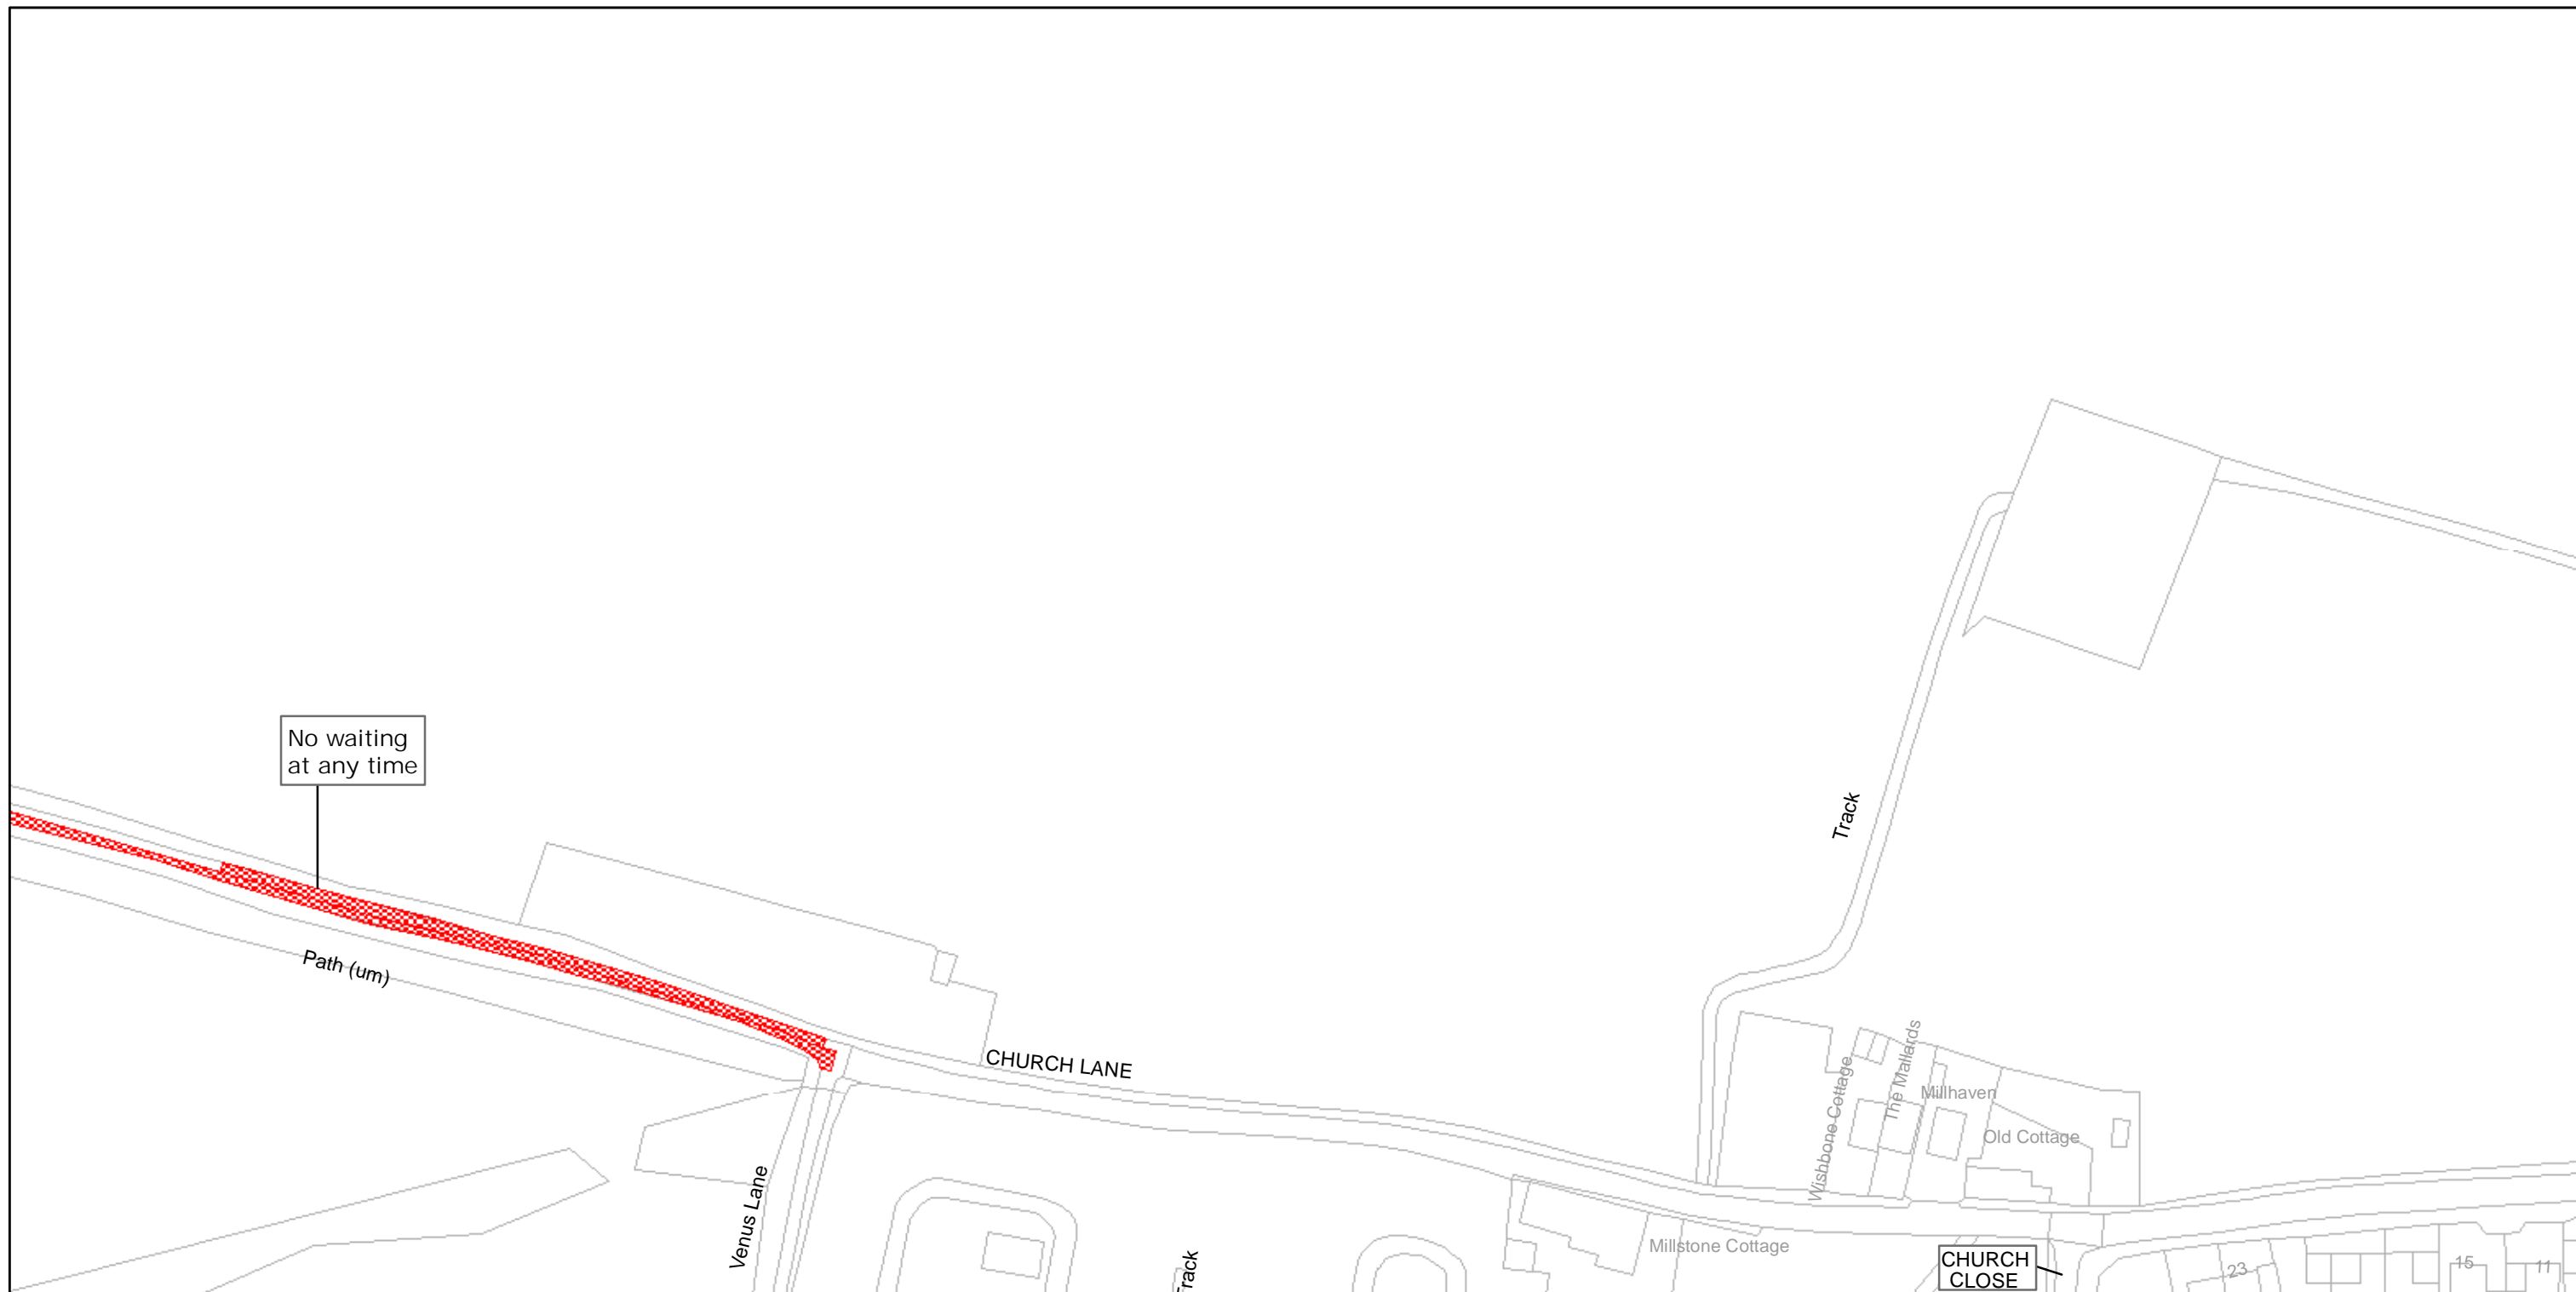 No waiting
at any time
Track
Path (um)
CHURCH LANE
Wishbone Cottage
The Mallards
Millhaven
Old Cottage
Venus Lane
Millstone Cottage
Track
CHURCH
CLOSE
23
15
11